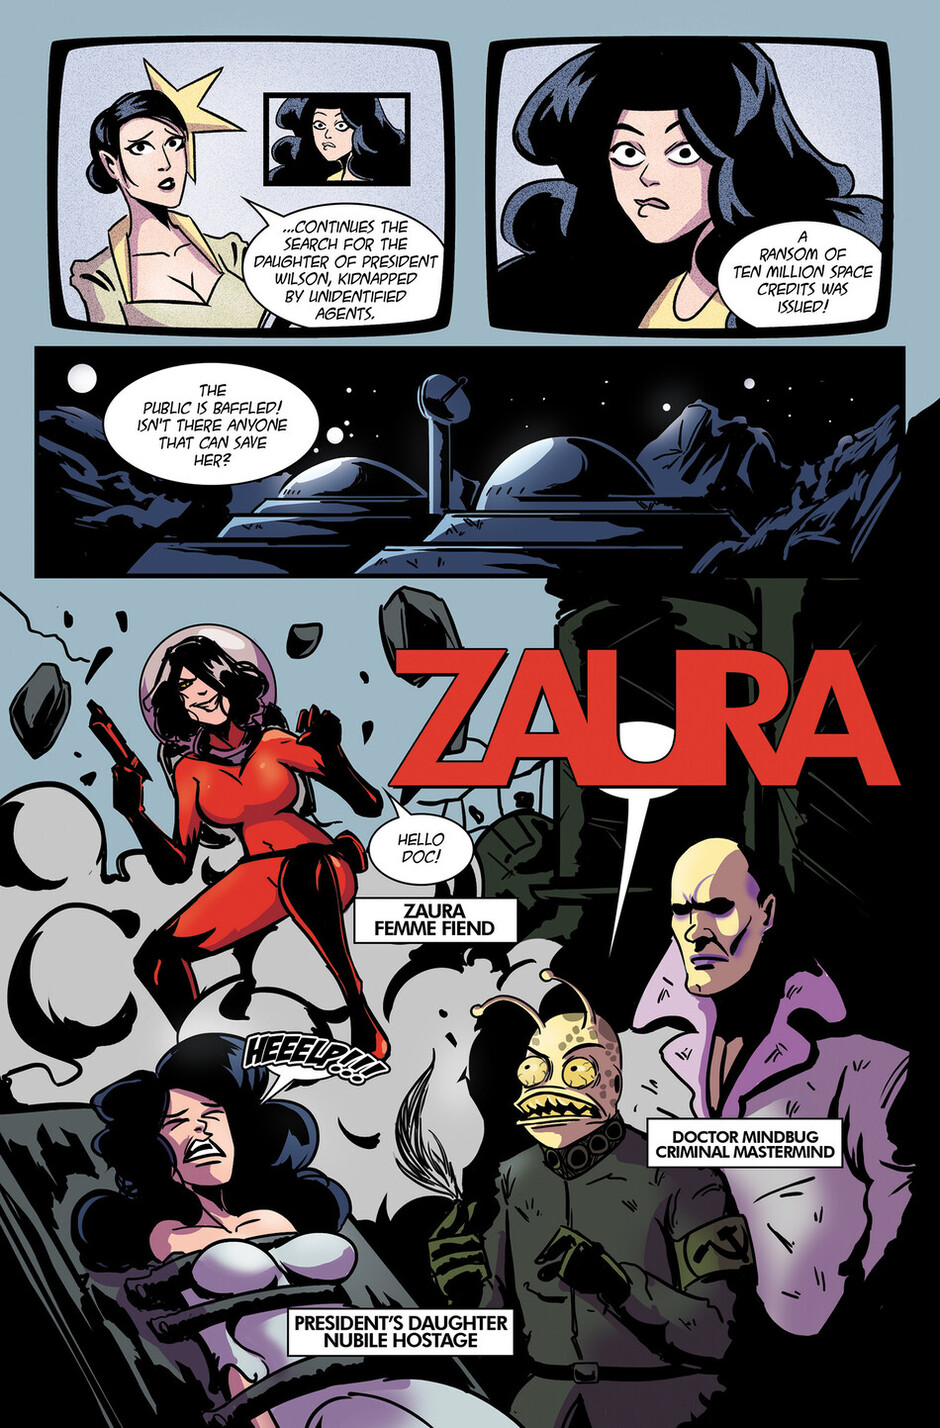 ...CONTINUES THE
SEARCH FOR THE
DAUGHTER OF PRESIDENT
WILSON, KIDNAPPED
BY UNIDENTIFIED
AGENTS.
A
RANSOM OF
TEN MILLION SPACE
CREDITS WAS
ISSUED!
THE
PUBLIC IS BAFFLED!
ISN'T THERE ANYONE
THAT CAN SAVE
HER?
ZAURA
HELLO
DOC!
ZAURA
FEMME FIEND
HEEELP!!!
DOCTOR MINDBUG
CRIMINAL MASTERMIND
PRESIDENT'S DAUGHTER
NUBILE HOSTAGE